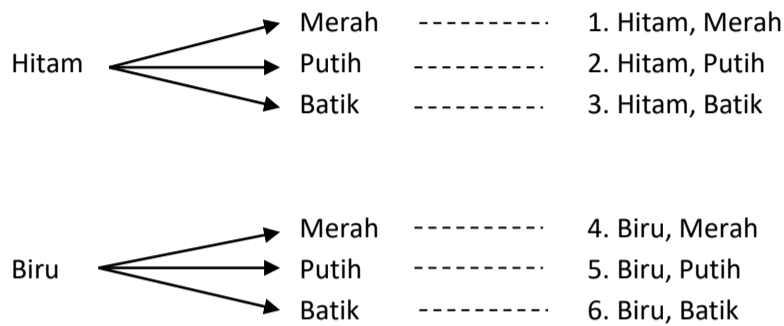 Merah 1. Hitam, Merah
Hitam Putih 2. Hitam, Putih
Batik 3. Hitam, Batik
Merah 4. Biru, Merah
Biru Putih 5. Biru, Putih
Batik 6. Biru, Batik